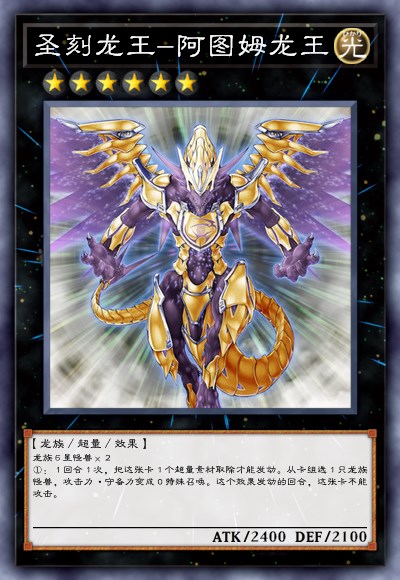 圣刻龙王-阿图姆龙王
光
【龙族/超量/效果】
龙族6星怪兽×2
①:1回合1次,把这张卡1个超量素材取除才能发动。从卡组选1只龙族
怪兽,攻击力·守备力变成0特殊召唤。这个效果发动的回合,这张卡不能
攻击。
ATK/2400 DEF/2100